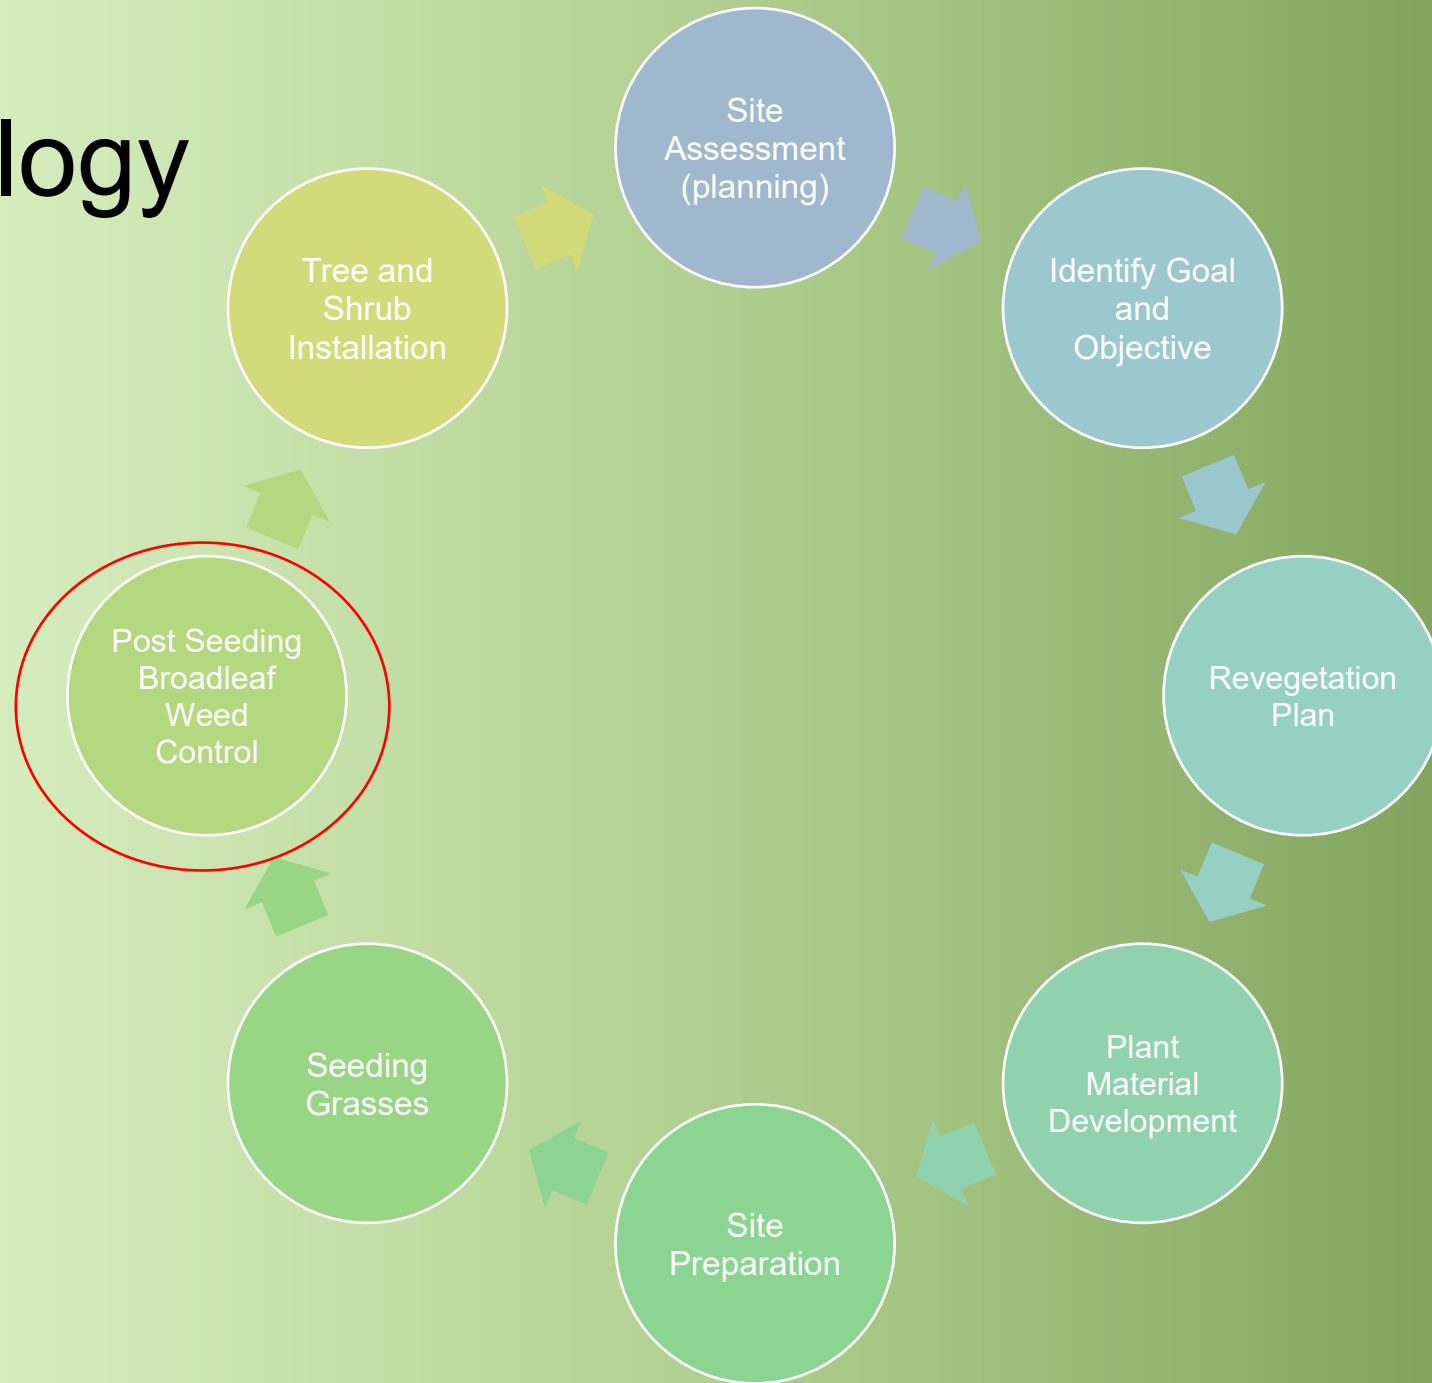 logy
Site
Assessment
(planning)
Identify Goal
and
Objective
Revegetation
Plan
Plant
Material
Development
Site
Preparation
Seeding
Grasses
Post Seeding
Broadleaf
Weed
Control
Tree and
Shrub
Installation